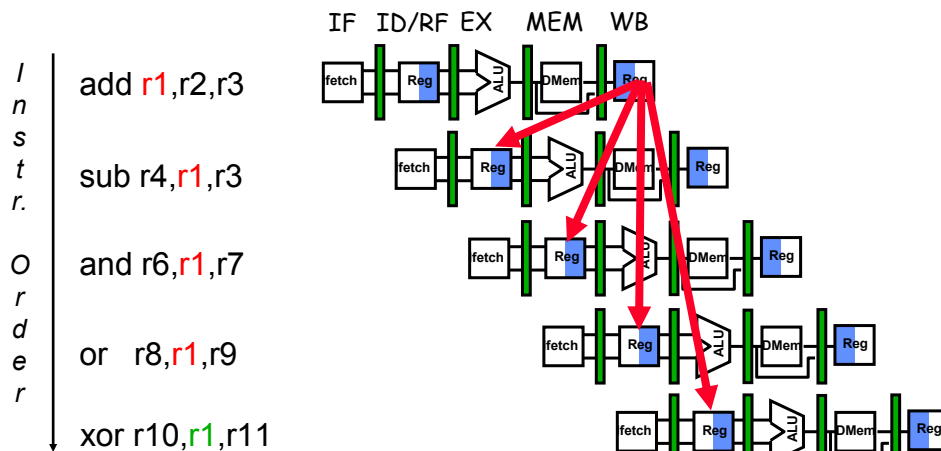 IF ID/RF EX MEM WB
Instr. Order
add r1,r2,r3
fetch Reg ALU DMem Reg
sub r4,r1,r3
fetch Reg ALU DMem Reg
and r6,r1,r7
fetch Reg ALU DMem Reg
or r8,r1,r9
fetch Reg ALU DMem Reg
xor r10,r1,r11
fetch Reg ALU DMem Reg